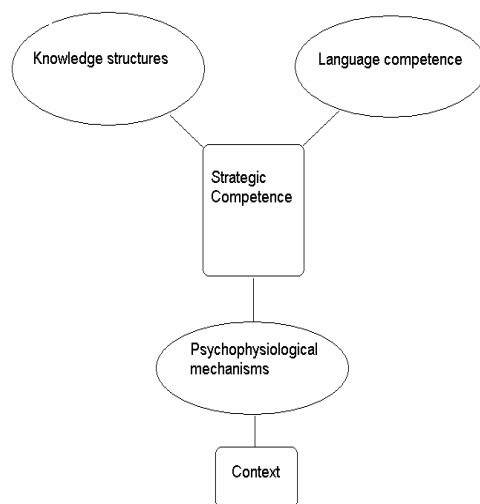 Knowledge structures
Language competence
Strategic
Competence
Psychophysiological
mechanisms
Context